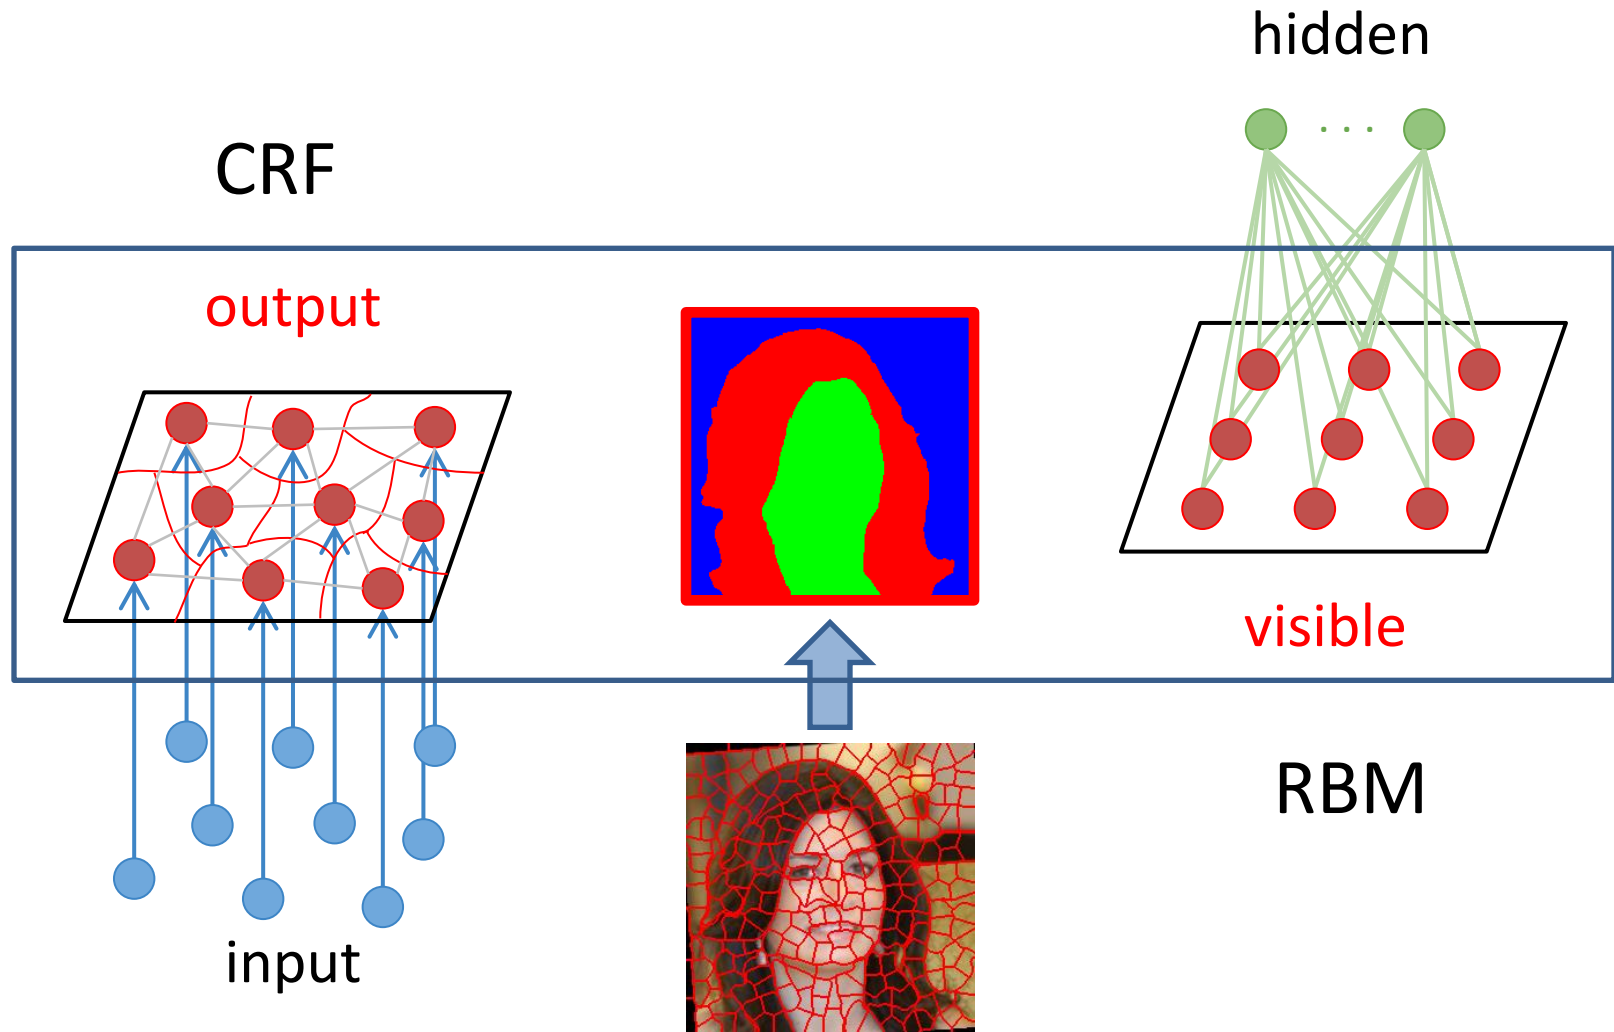 hidden
CRF
output
visible
RBM
input